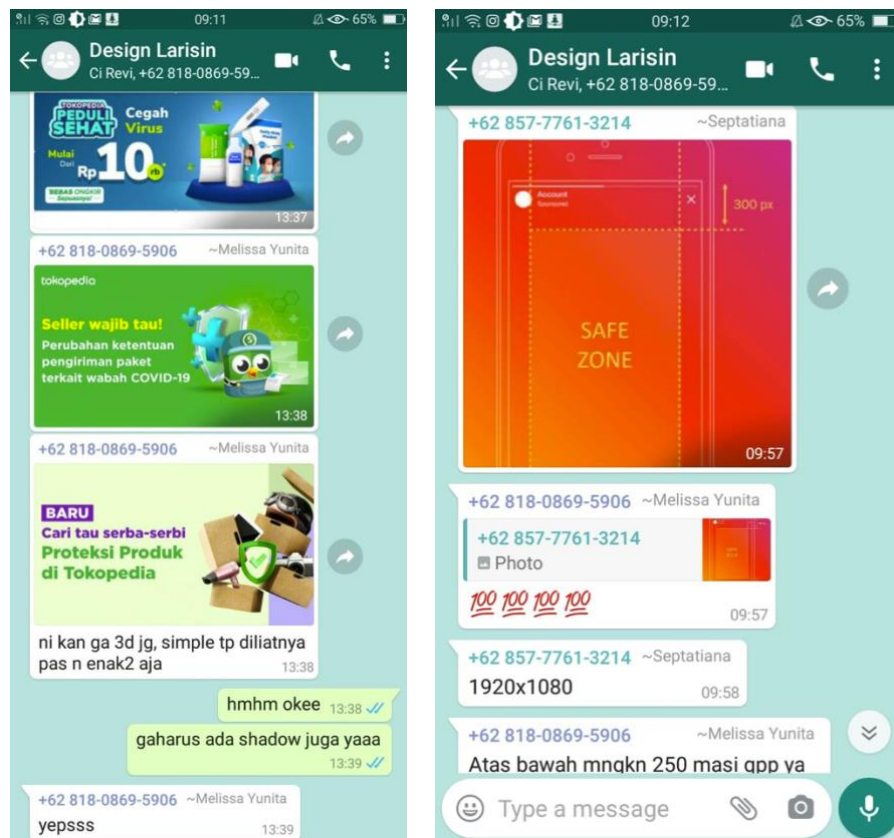 09:11
65%
Design Larisin
Ci Revi, +62 818-0869-59...
TOKOPEDIA
PEDULI
SEHAT
Cegah
Virus
Mulai
Dari
Rp10rb
BEBAS ONGKIR
Sepuasnya!
13:37
+62 818-0869-5906 ~Melissa Yunita
tokopedia
Seller wajib tau!
Perubahan ketentuan
pengiriman paket
terkait wabah COVID-19
13:38
+62 818-0869-5906 ~Melissa Yunita
BARU
Cari tau serba-serbi
Proteksi Produk
di Tokopedia
ni kan ga 3d jg, simple tp diliatnya
pas n enak2 aja
13:38
hmhm okee 13:38
gaharus ada shadow juga yaaa
13:39
+62 818-0869-5906 ~Melissa Yunita
yepsss
13:39
09:12
65%
Design Larisin
Ci Revi, +62 818-0869-59...
+62 857-7761-3214 ~Septatiana
Account
Sponsored
300 px
SAFE
ZONE
09:57
+62 818-0869-5906 ~Melissa Yunita
+62 857-7761-3214
Photo
💯 💯 💯 💯
09:57
+62 857-7761-3214 ~Septatiana
1920x1080
09:58
+62 818-0869-5906 ~Melissa Yunita
Atas bawah mngkn 250 masi gpp ya
Type a message